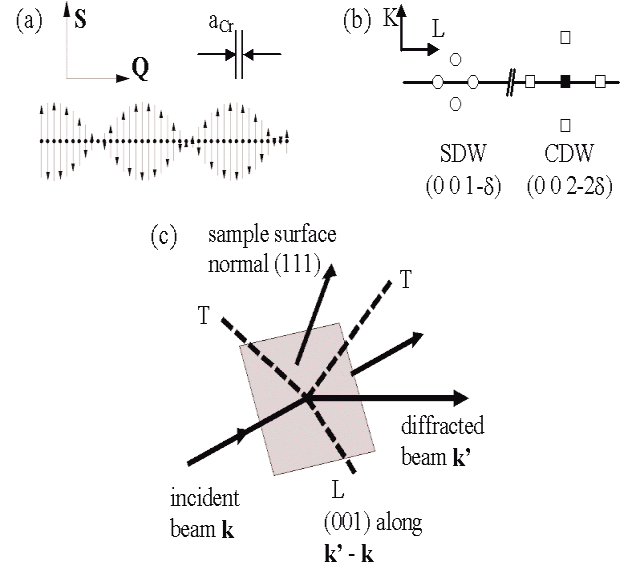 (a)
S
Q
aCr
(b)
K
L
SDW
(0 0 1-δ)
CDW
(0 0 2-2δ)
(c)
sample surface
normal (111)
T
T
diffracted
beam k'
incident
beam k
L
(001) along
k' - k